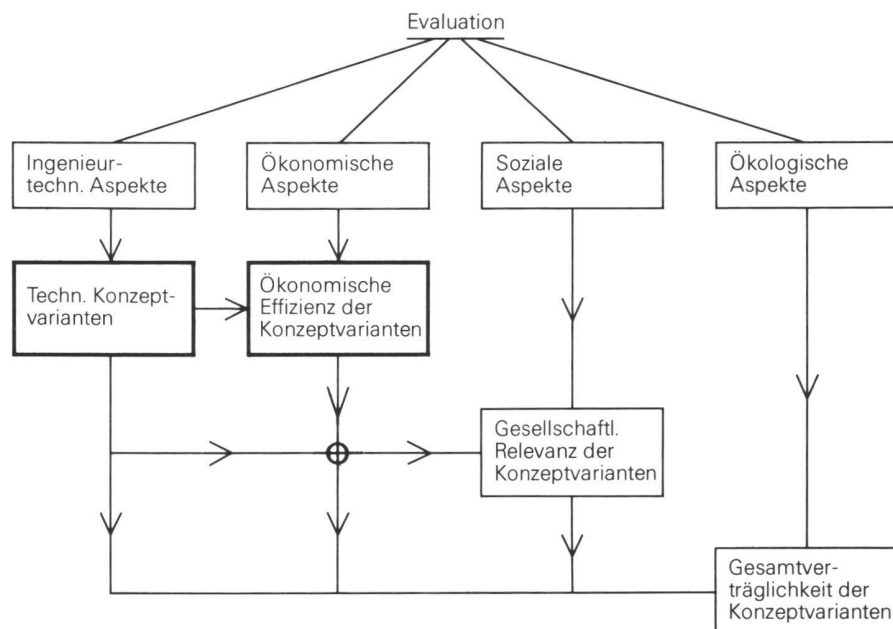 Evaluation
Ingenieur-
techn. Aspekte
Ökonomische
Aspekte
Soziale
Aspekte
Ökologische
Aspekte
Techn. Konzept-
varianten
Ökonomische
Effizienz der
Konzeptvarianten
Gesellschaftl.
Relevanz der
Konzeptvarianten
Gesamtver-
träglichkeit der
Konzeptvarianten